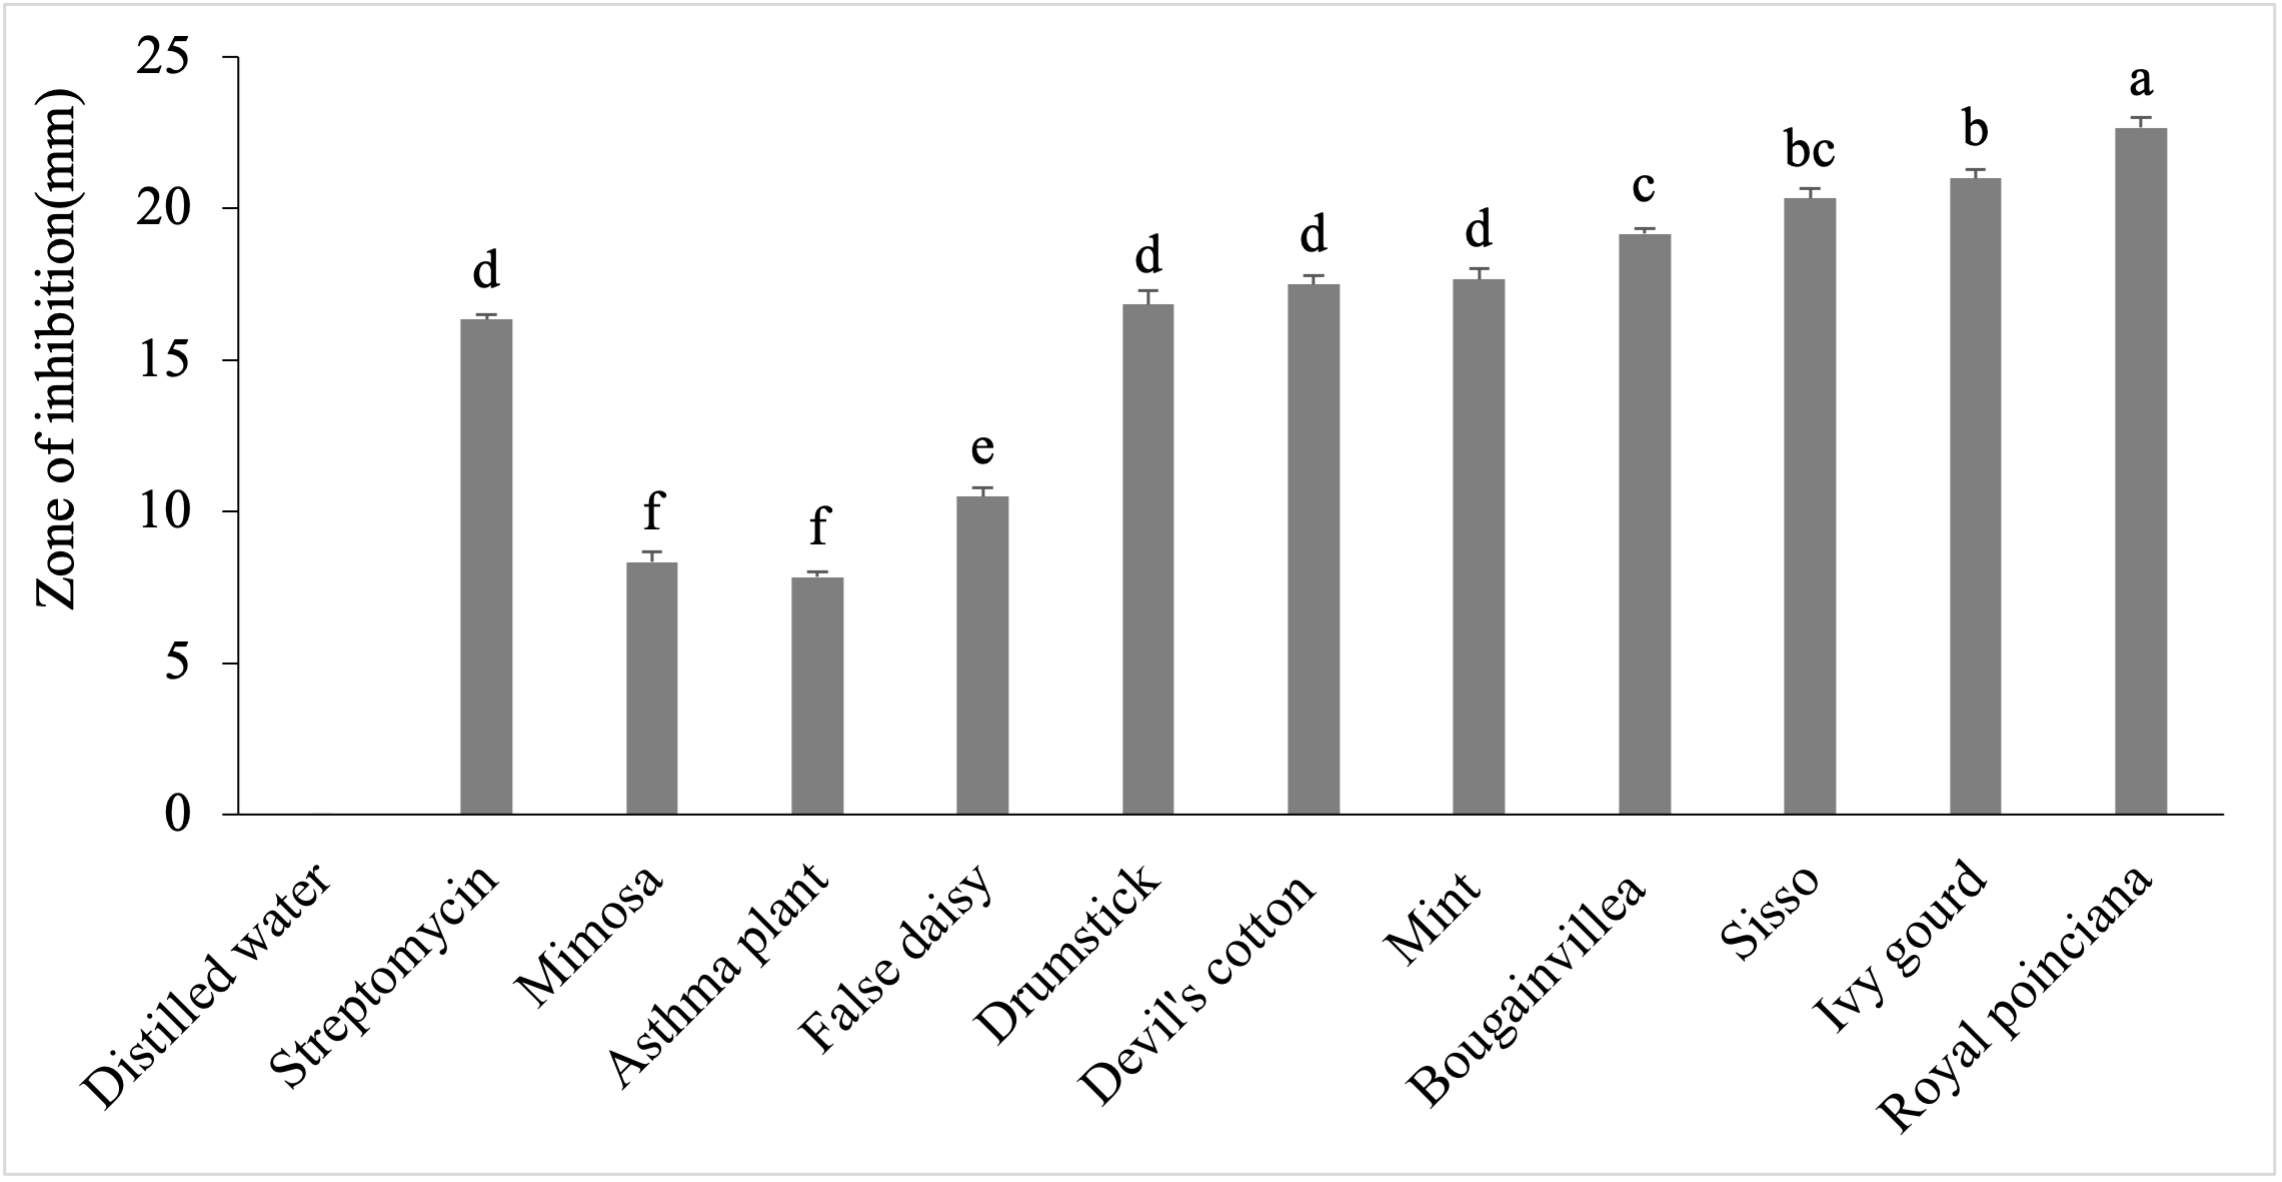 Zone of inhibition(mm)
25
20
15
10
5
0
d
f
f
e
d
d
d
c
bc
b
a
Distilled water
Streptomycin
Mimosa
Asthma plant
False daisy
Drumstick
Devil's cotton
Mint
Bougainvillea
Sisso
Ivy gourd
Royal poinciana